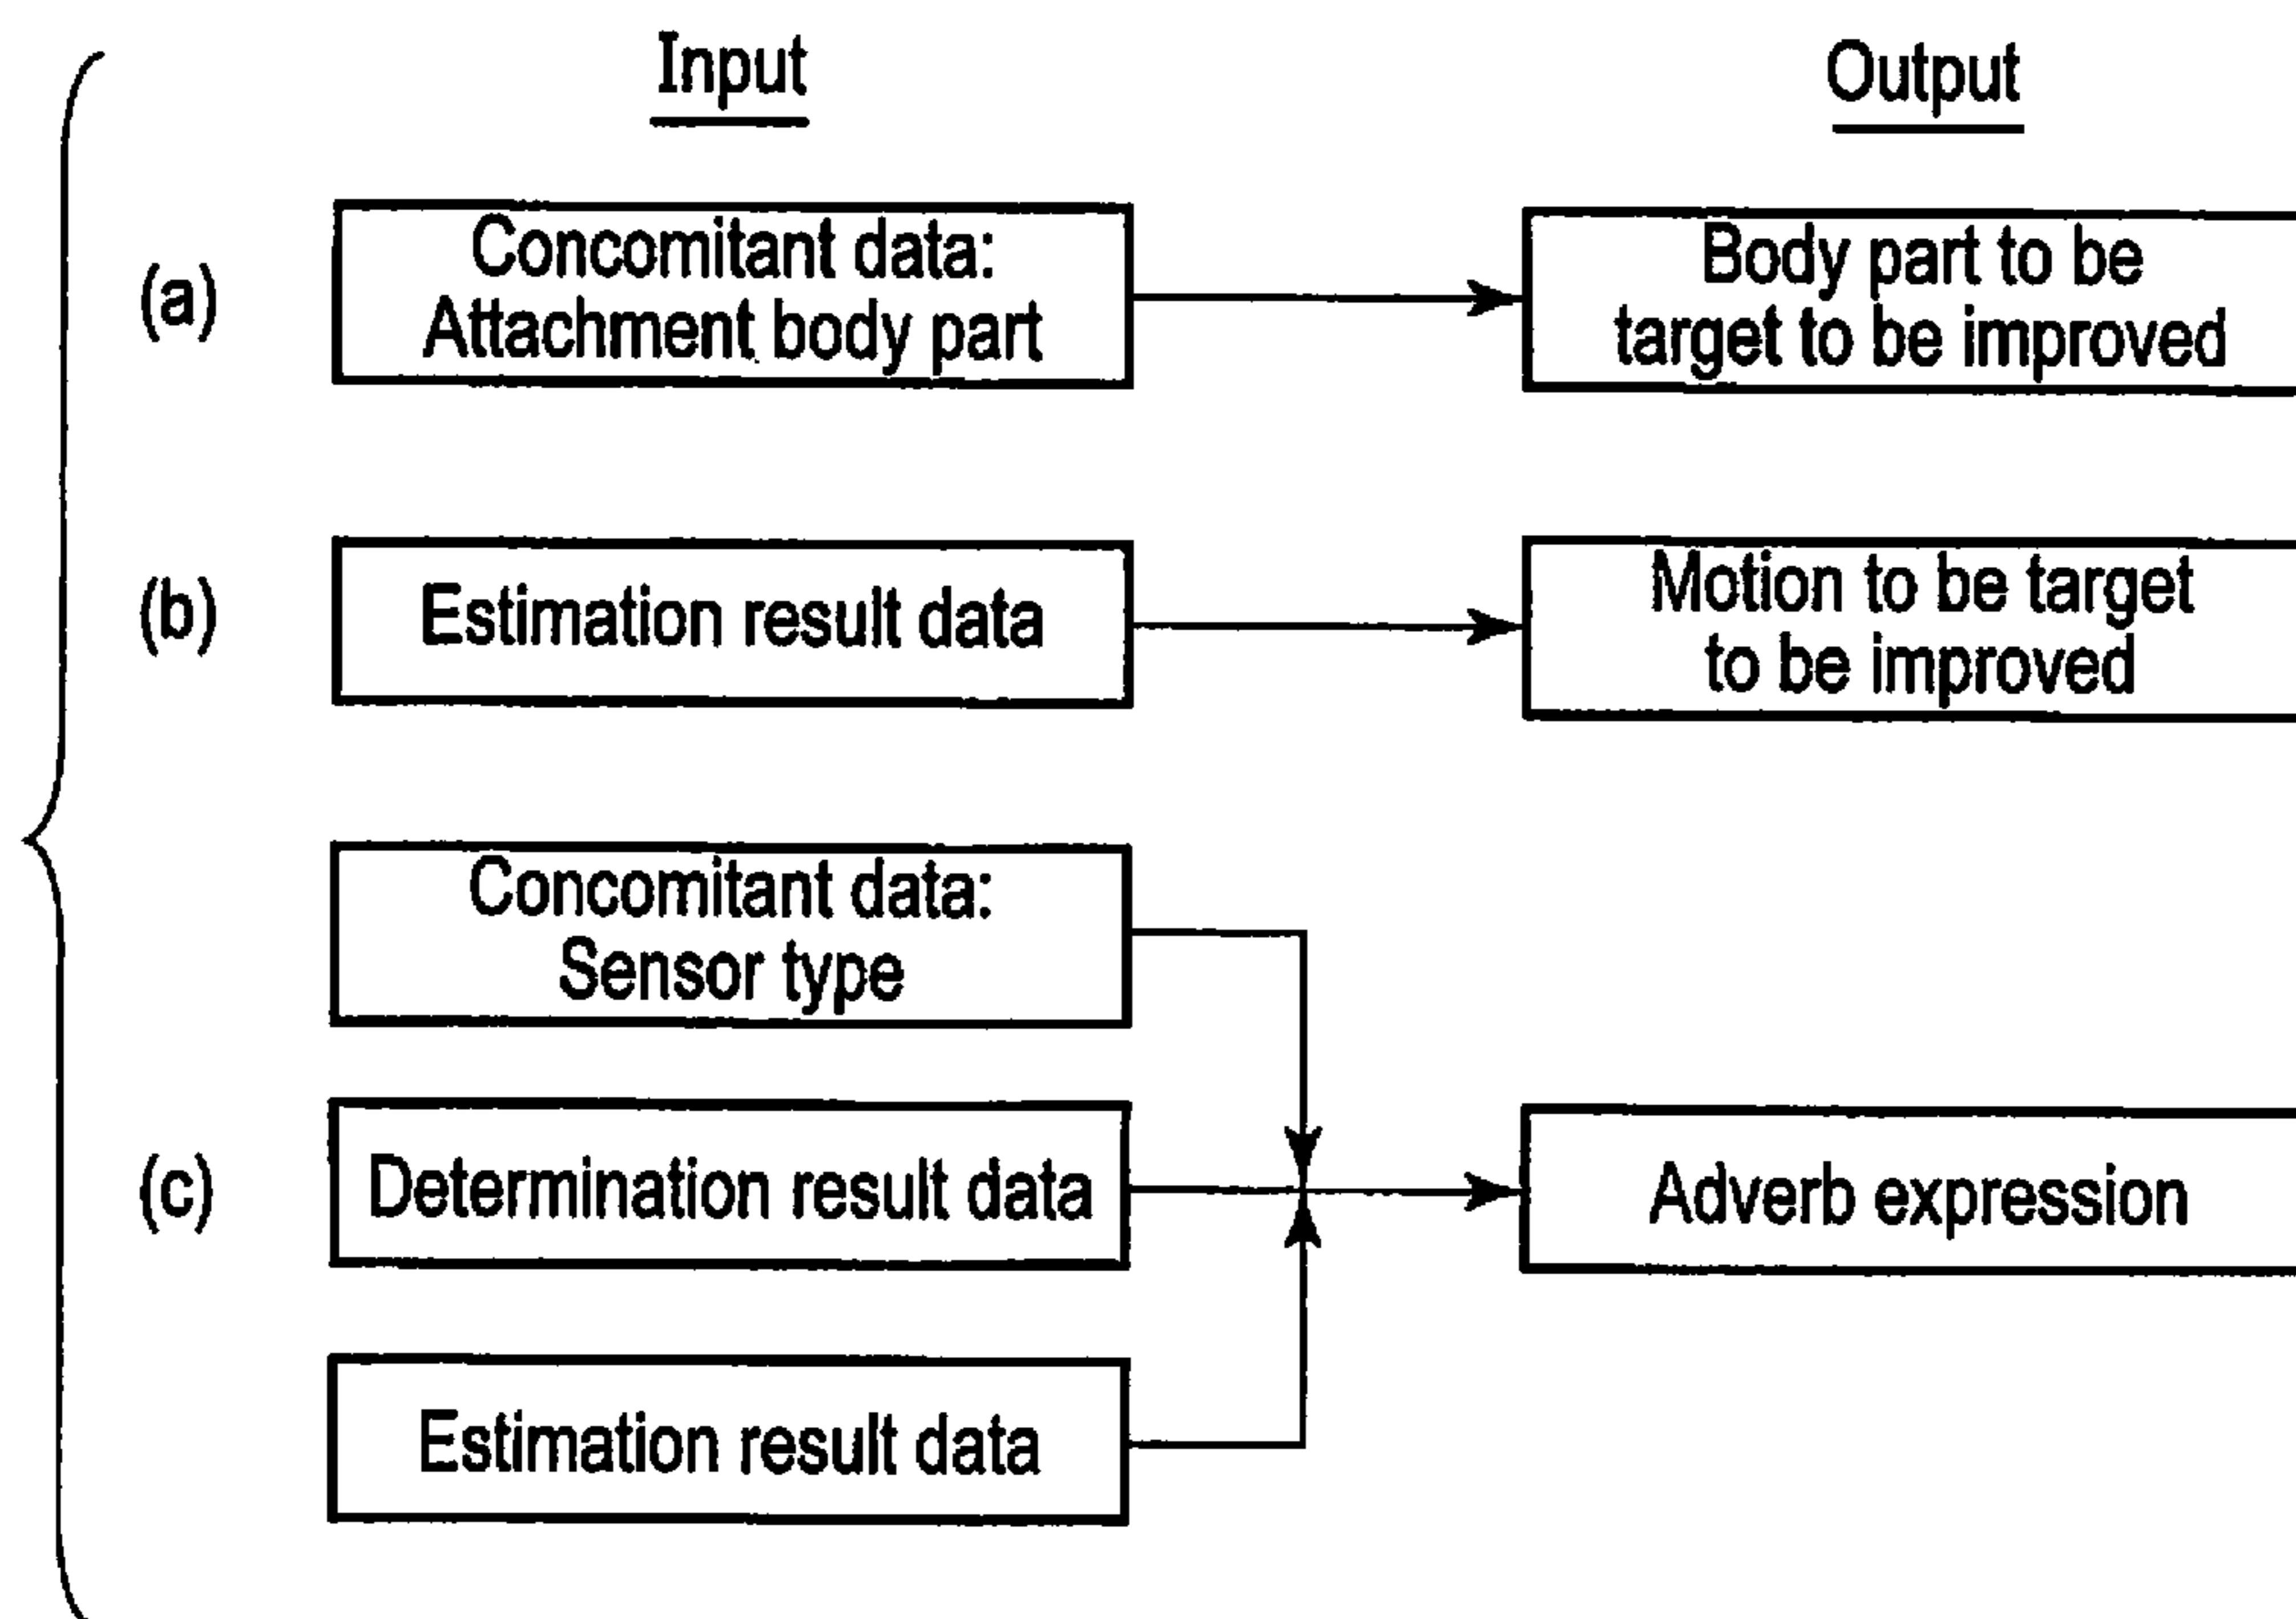 Input
Output
(a)
Concomitant data:
Attachment body part
Body part to be
target to be improved
(b)
Estimation result data
Motion to be target
to be improved
Concomitant data:
Sensor type
(c)
Determination result data
Adverb expression
Estimation result data